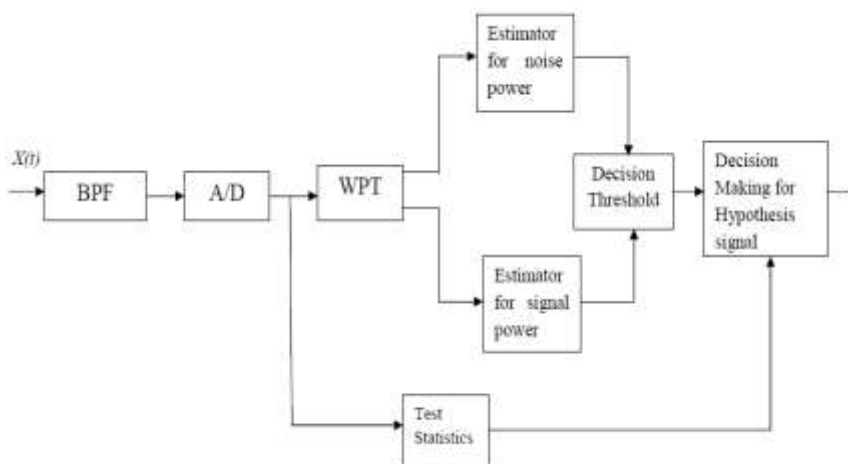 Estimator
for noise
power
X(t)
BPF
A/D
WPT
Decision
Threshold
Decision
Making for
Hypothesis
signal
Estimator
for signal
power
Test
Statistics